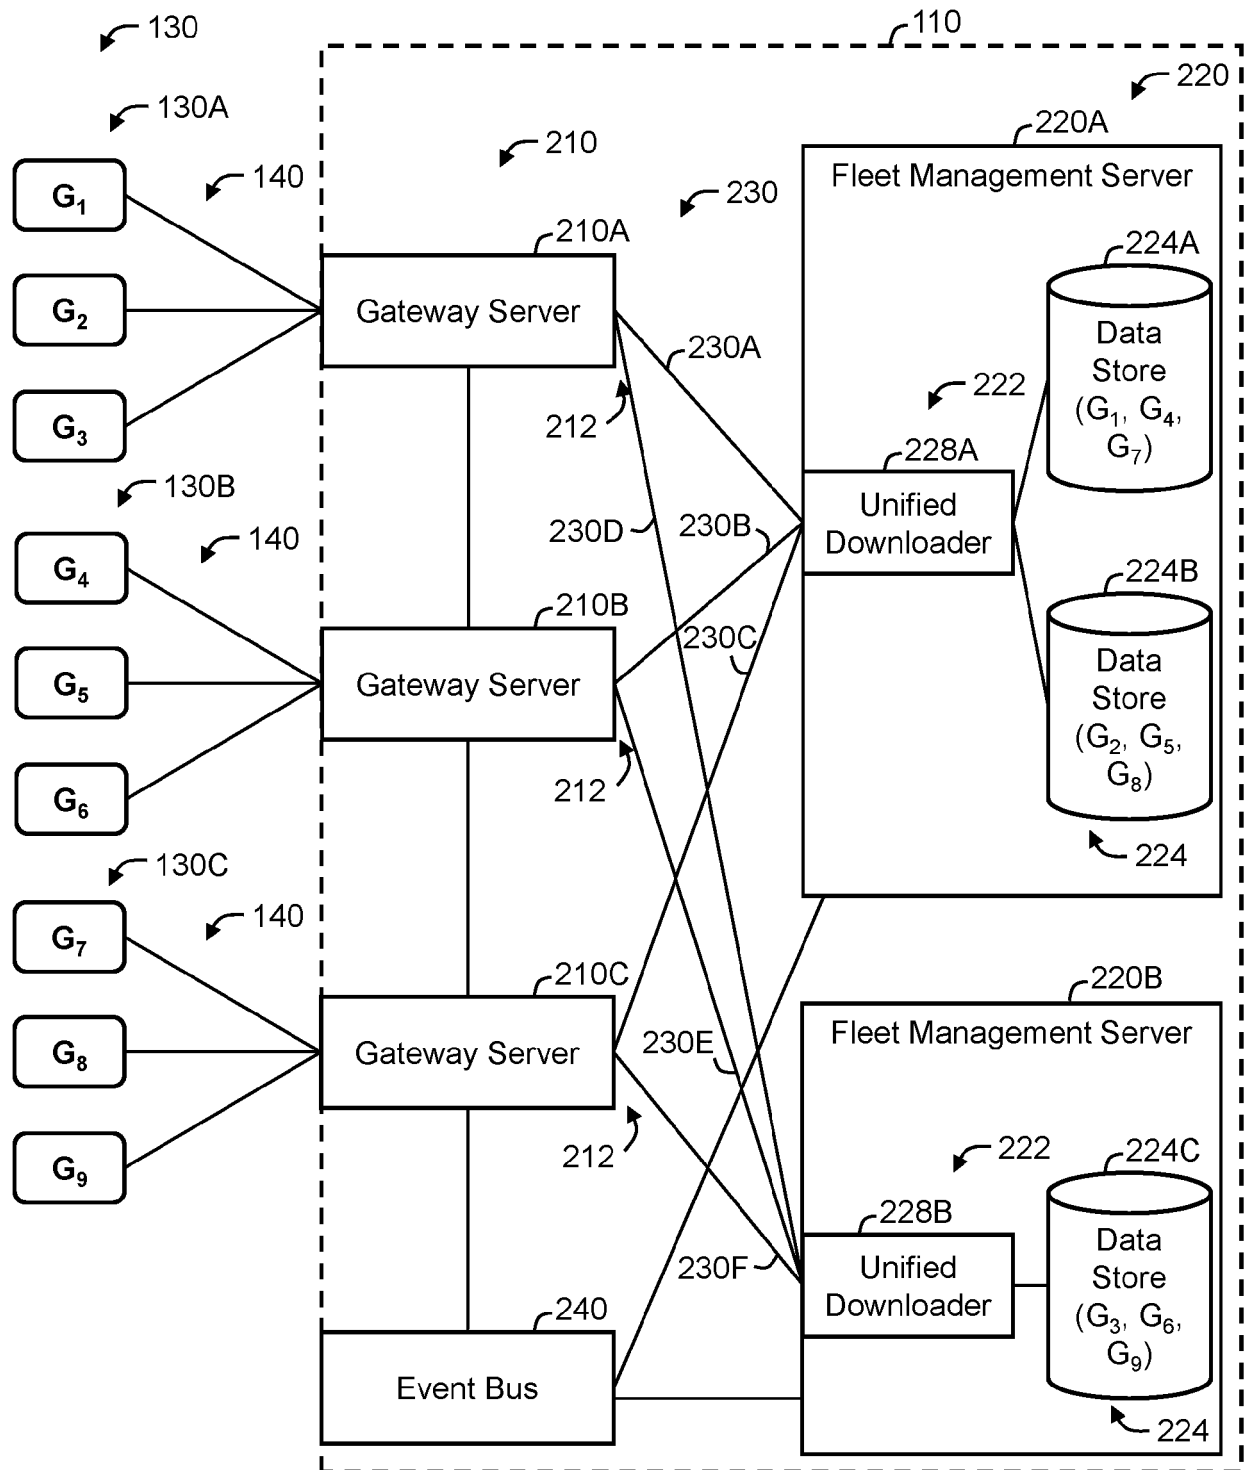 130
110
220
130A
220A
210
140
Fleet Management Server
G1
230
210A
224A
G2
Gateway Server
Data
Store
(G1, G4,
G7)
230A
222
G3
212
228A
130B
230D
230B
Unified
Downloader
140
G4
224B
210B
230C
Data
Store
(G2, G5,
G8)
G5
Gateway Server
212
G6
224
130C
140
G7
210C
220B
Fleet Management Server
G8
Gateway Server
230E
212
222
224C
G9
228B
Data
Store
(G3, G6,
G9)
230F
Unified
Downloader
240
Event Bus
224